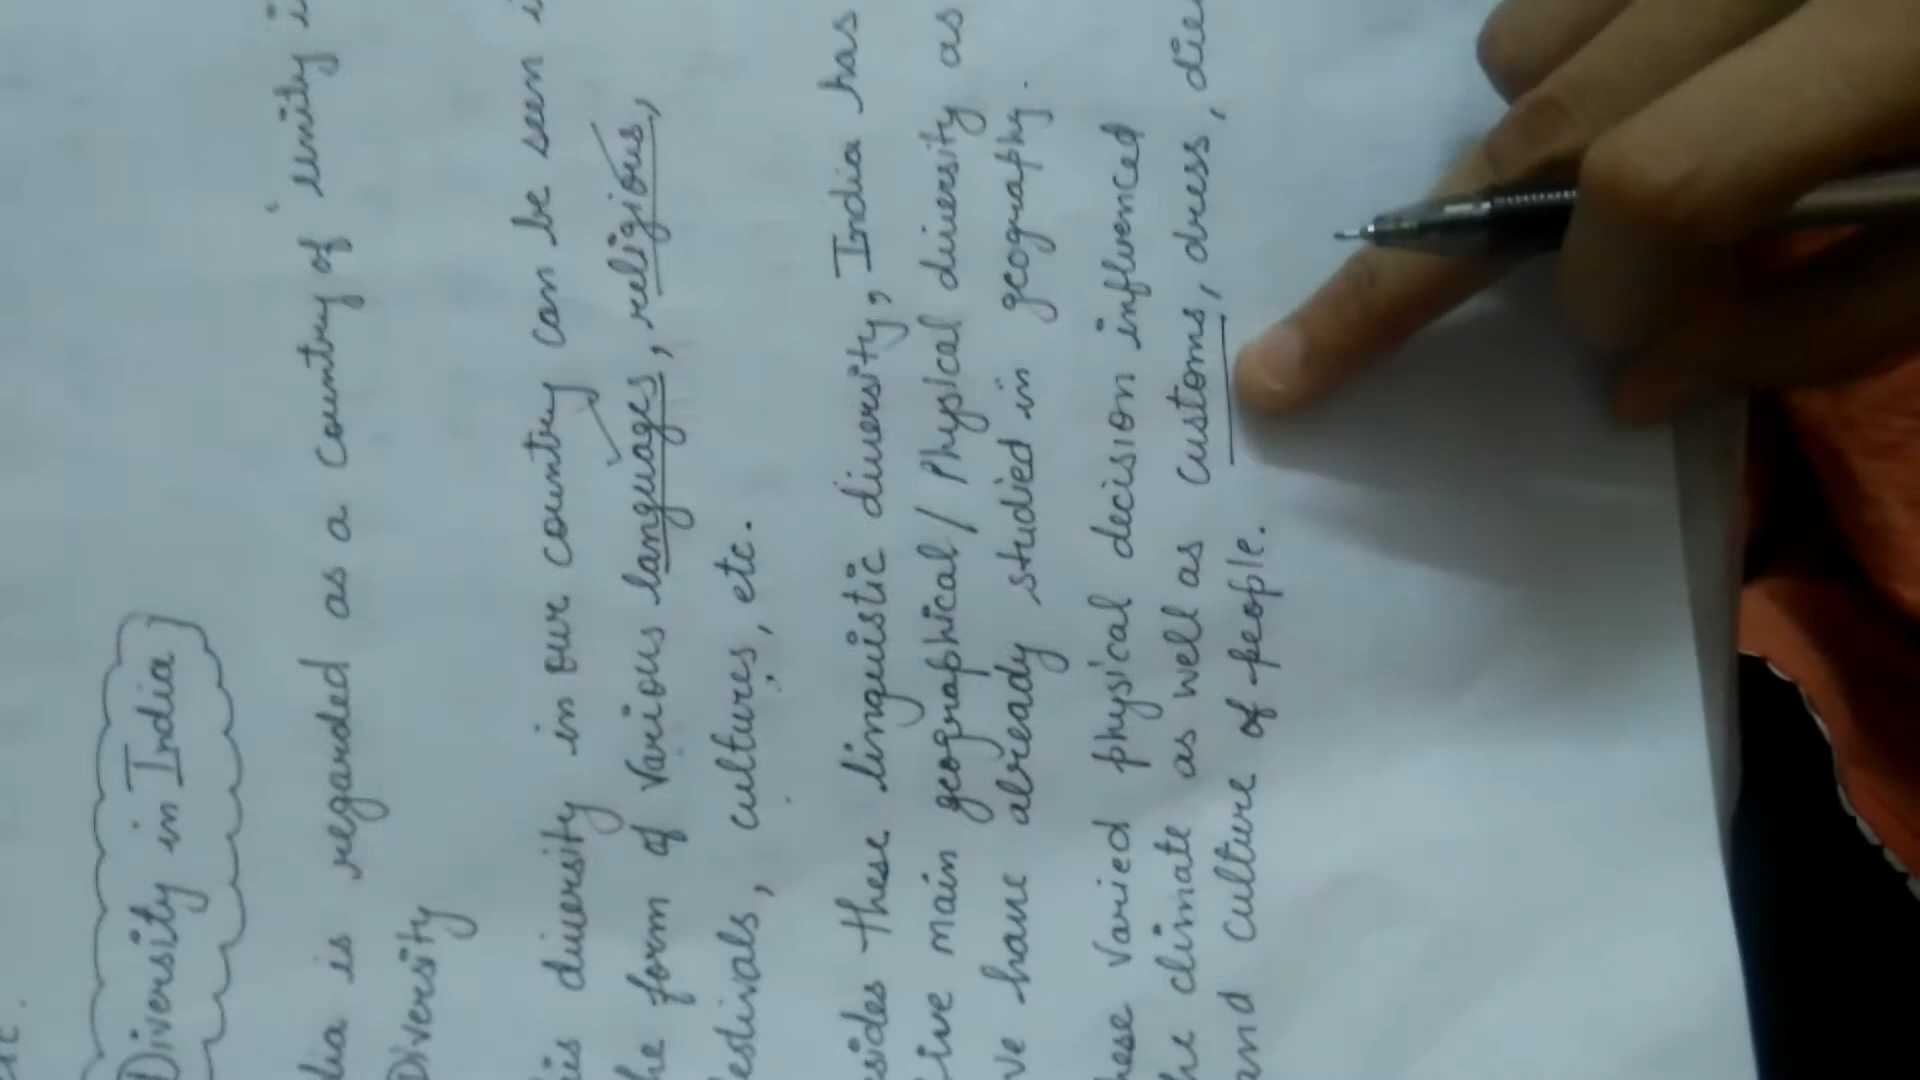 Diversity in India
dia is regarded as a country of 'unity i
Diversity
is diversity in our country can be seen i
he form of various languages, religious,
estivals, cultures, etc.
sides these linguistic diversity, India has
five main geographical / Physical diversity as
ve have already studied in geography.
hese varied physical decision influenced
he climate as well as customs, dress, die
and culture of people.